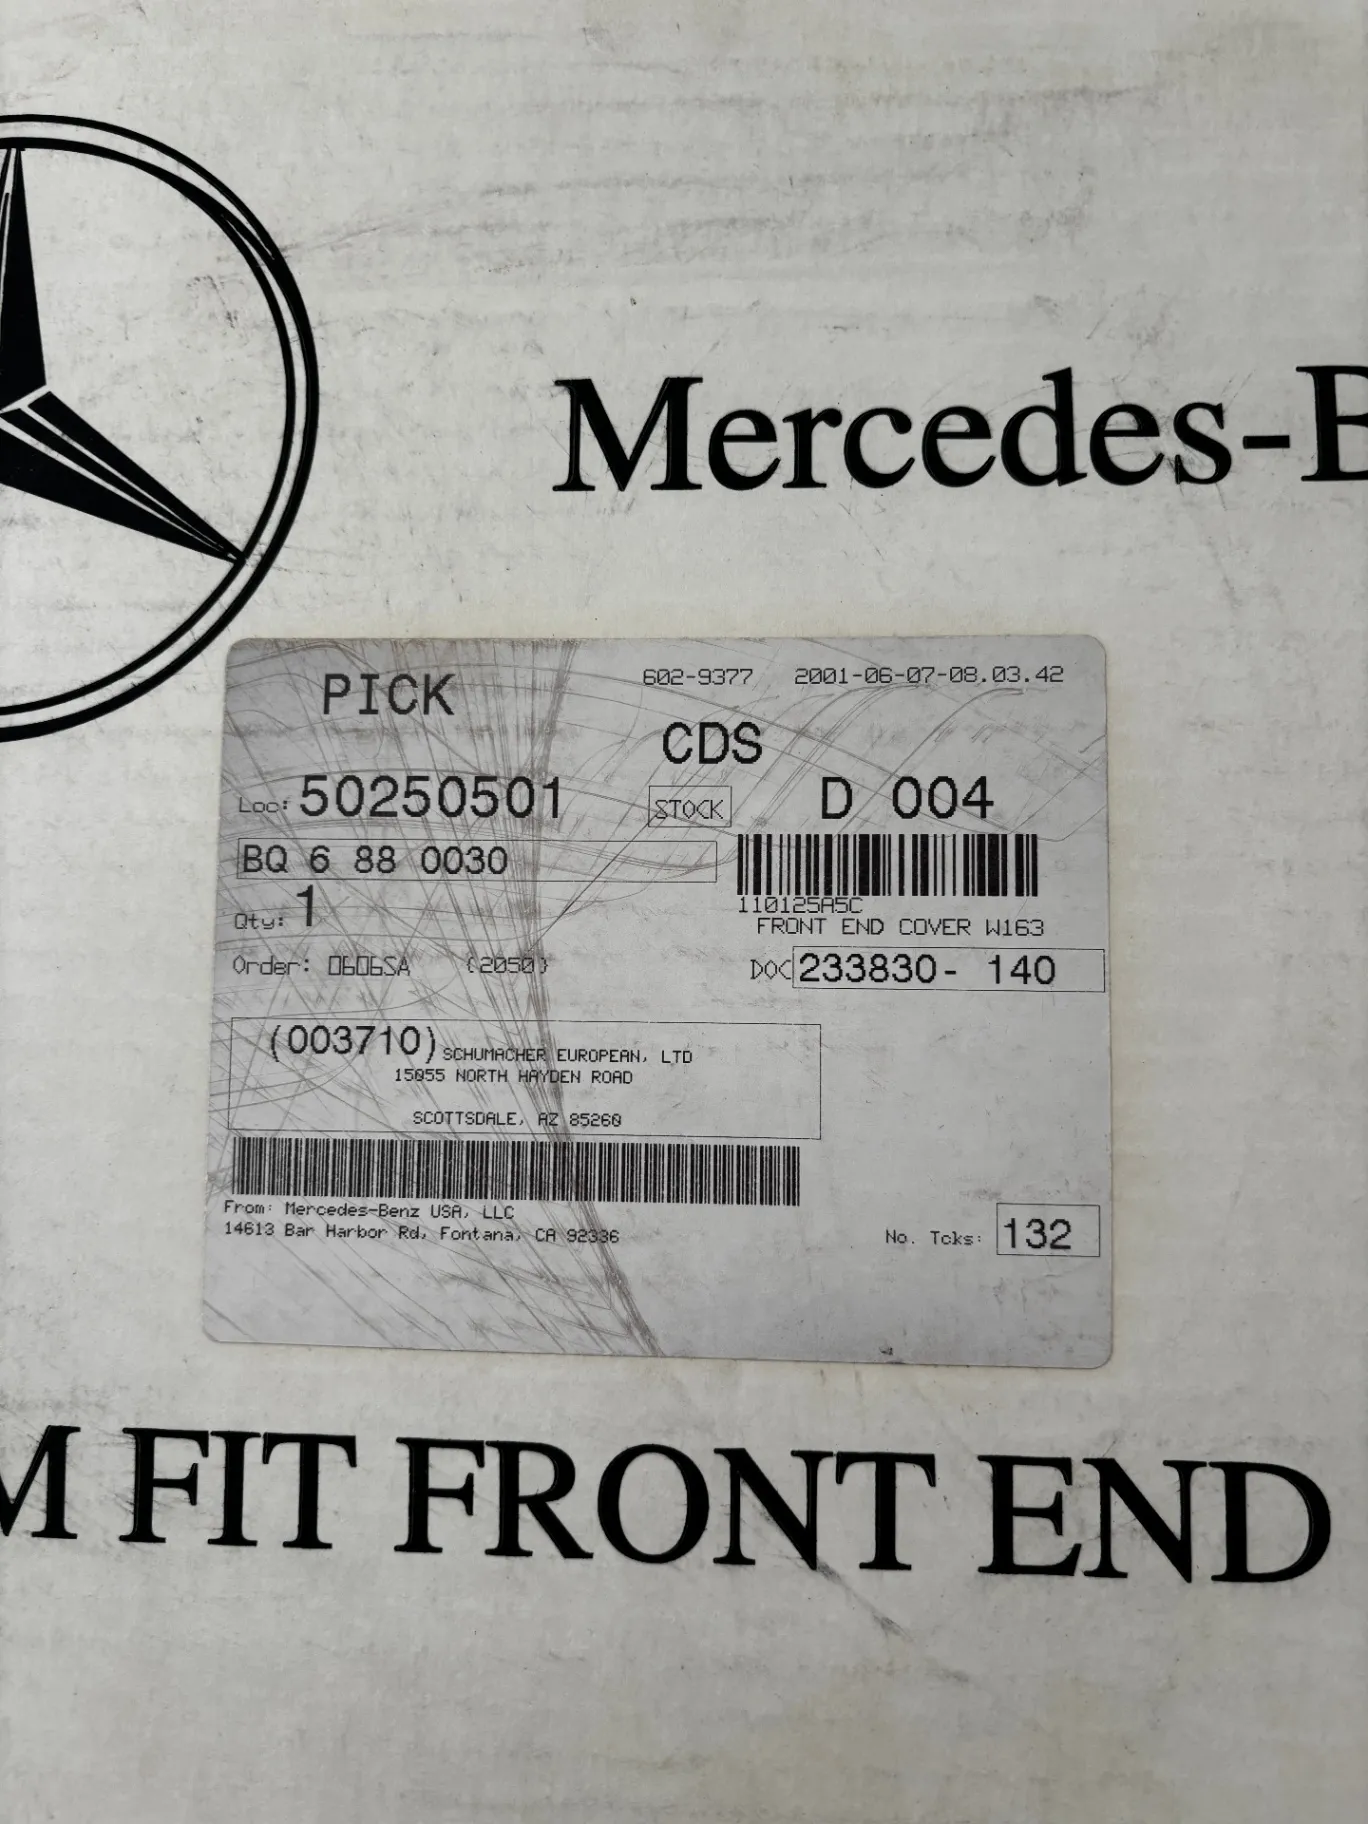 Mercedes-B
PICK
602-9377 2001-06-07-08.03.42
CDS
Loc: 50250501 STOCK D 004
BQ 6 88 0030
110125A5C
Qty: 1
FRONT END COVER W163
Order: 0606SA (2050) DOC 233830- 140
(003710) SCHUMACHER EUROPEAN, LTD
15055 NORTH HAYDEN ROAD
SCOTTSDALE, AZ 85260
From: Mercedes-Benz USA, LLC
14613 Bar Harbor Rd, Fontana, CA 92336
No. Tcks: 132
M FIT FRONT END